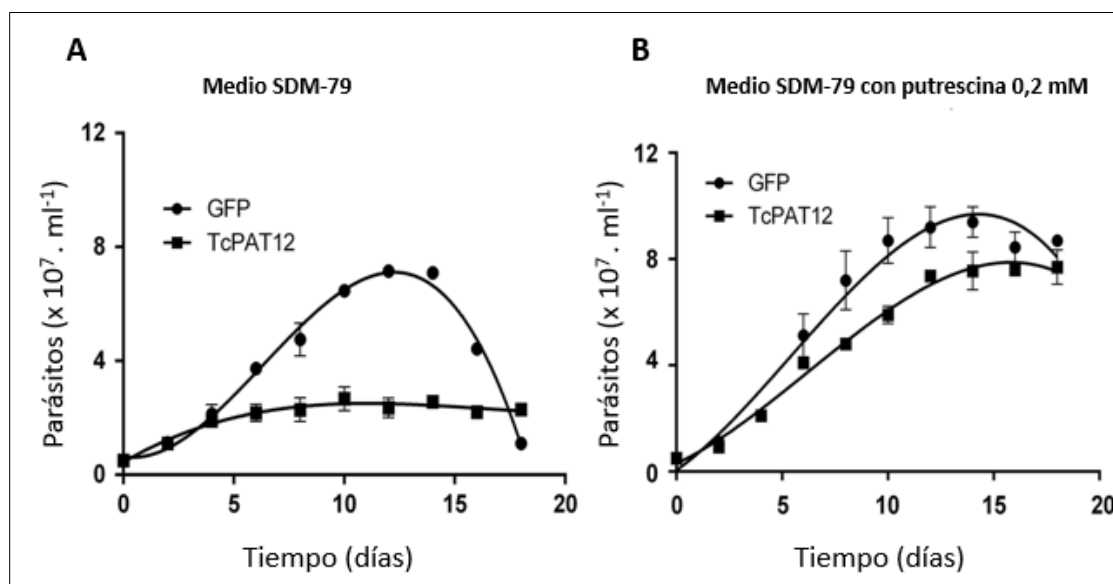 A
Medio SDM-79
12
8
4
0
Parásitos (x 10⁷ . ml⁻¹)
GFP
TcPAT12
0 5 10 15 20
Tiempo (días)
B
Medio SDM-79 con putrescina 0,2 mM
12
8
4
0
Parásitos (x 10⁷ . ml⁻¹)
GFP
TcPAT12
0 5 10 15 20
Tiempo (días)